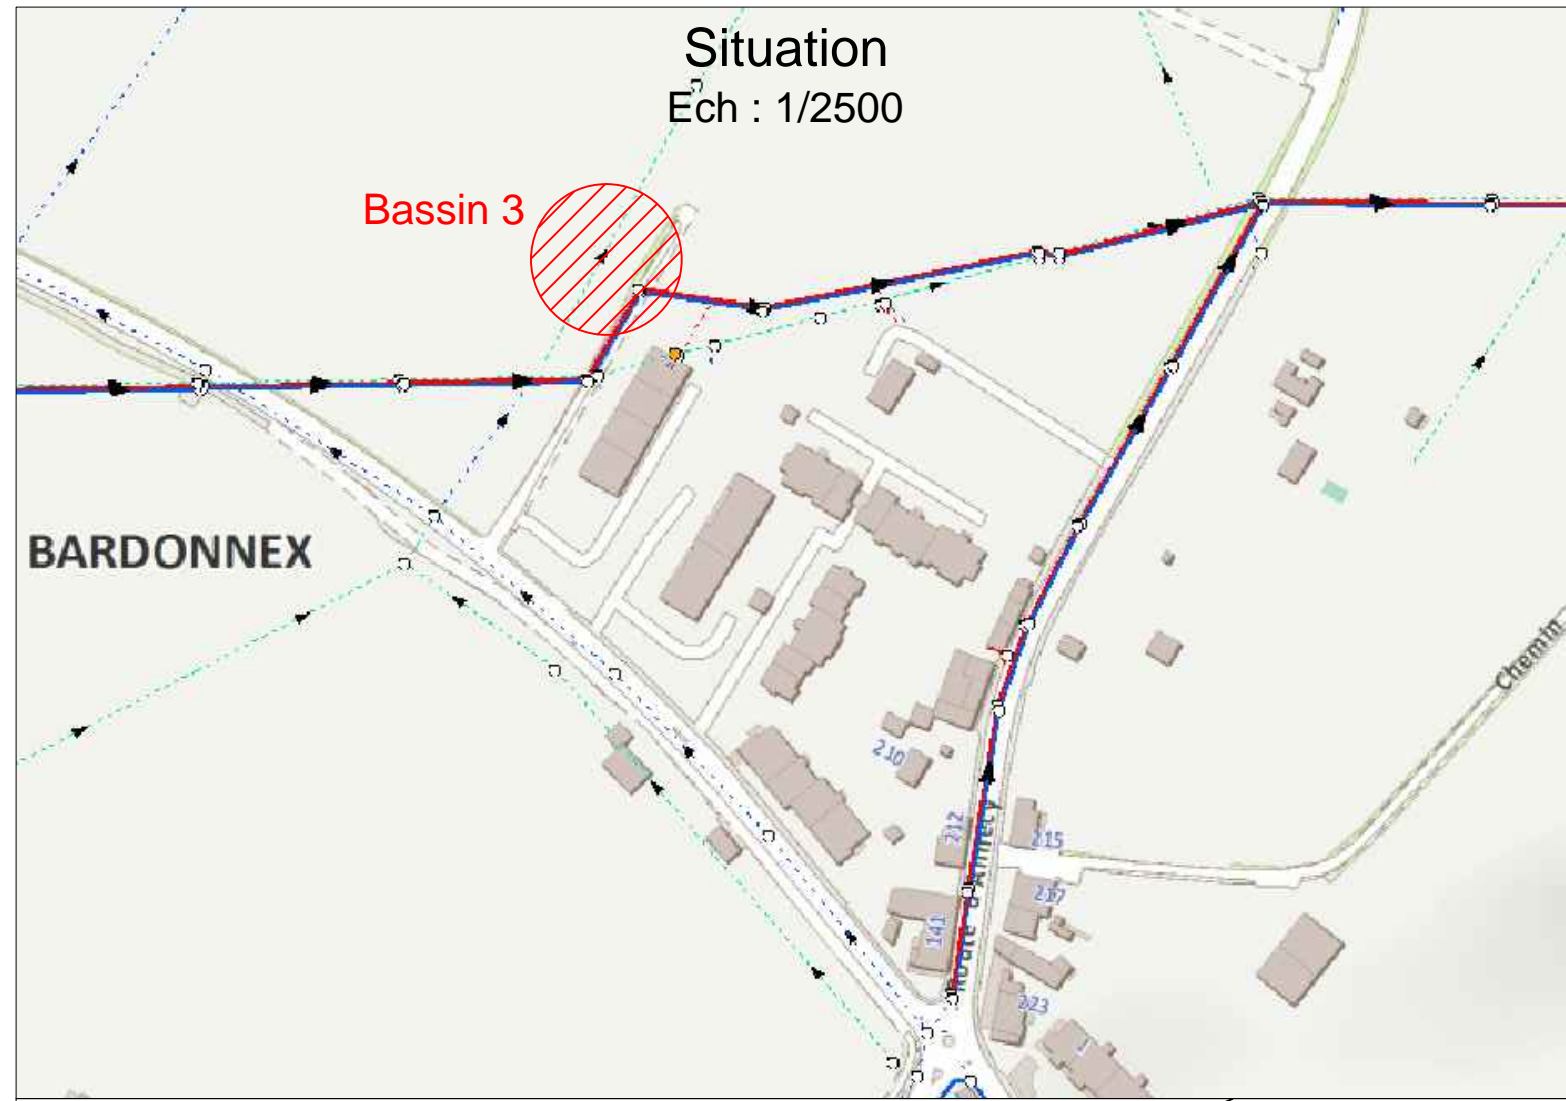 Situation
Ech : 1/2500
Bassin 3
BARDONNEX
Chemin
210
212
Route d'Annecy
215
217
141
223